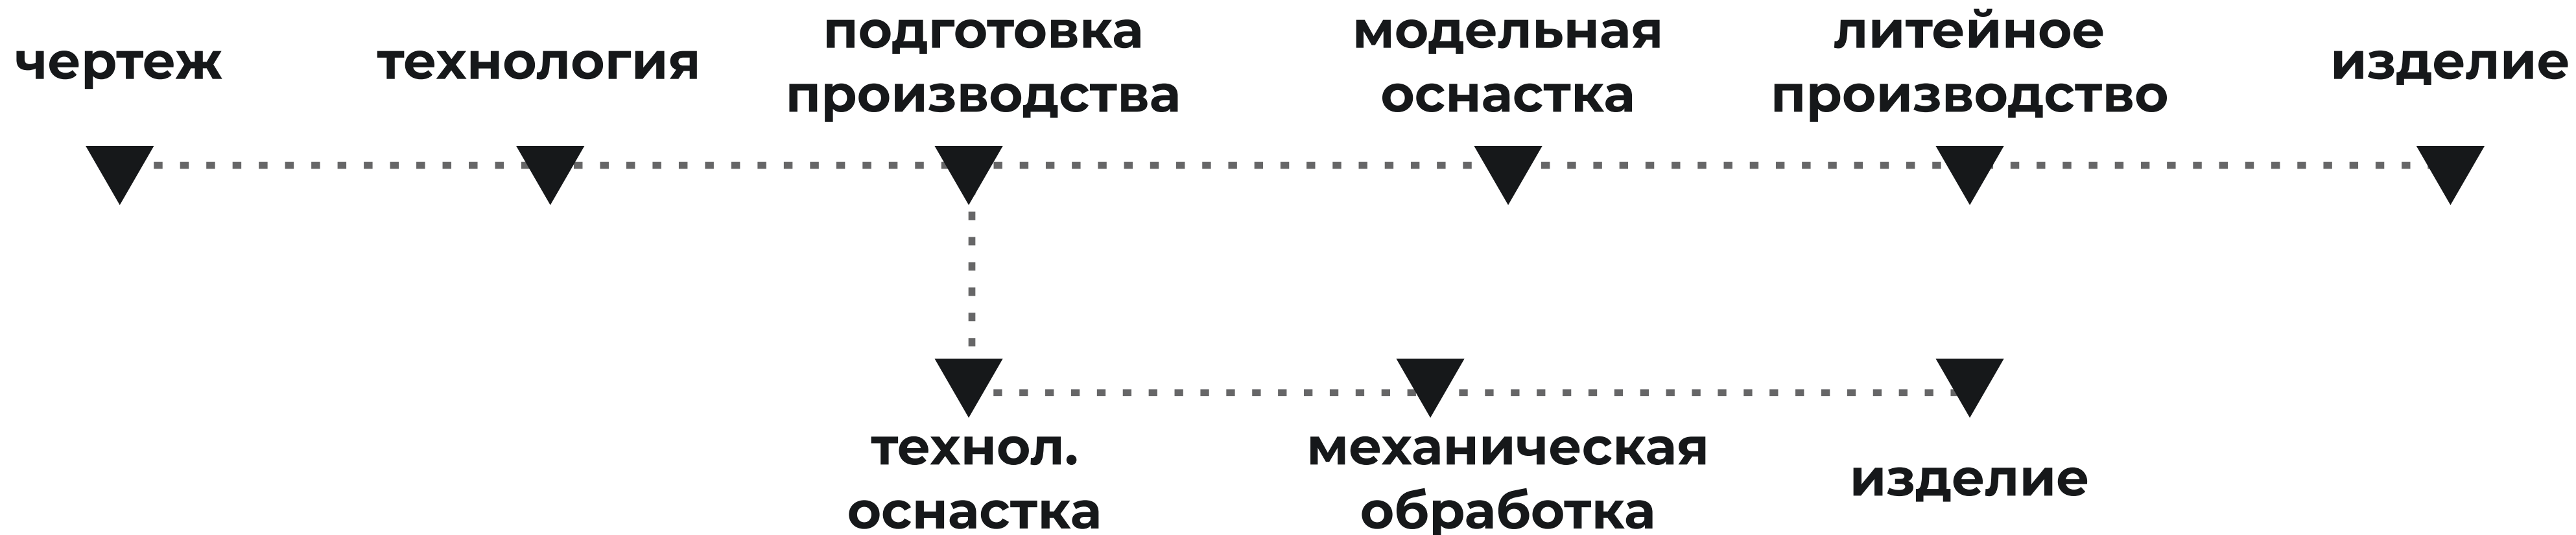 чертеж
технология
подготовка
производства
модельная
оснастка
литейное
производство
изделие
технол.
оснастка
механическая
обработка
изделие